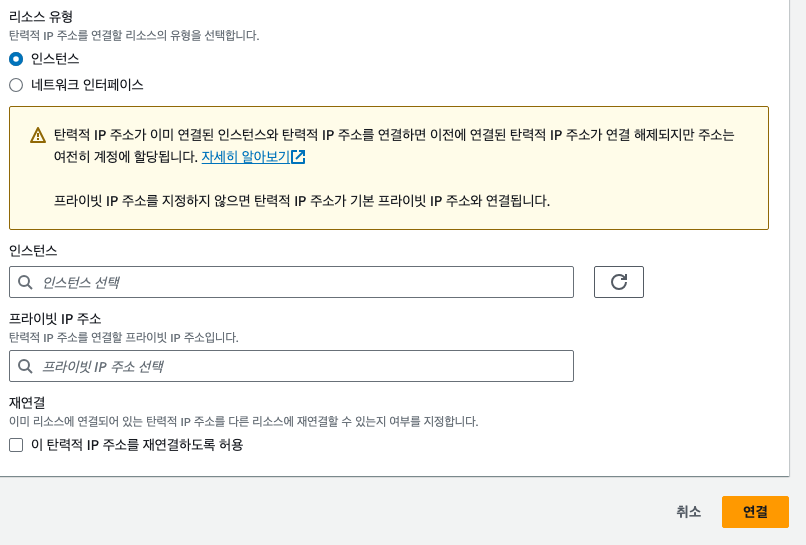 리소스 유형
탄력적 IP 주소를 연결할 리소스의 유형을 선택합니다.
인스턴스
네트워크 인터페이스
탄력적 IP 주소가 이미 연결된 인스턴스와 탄력적 IP 주소를 연결하면 이전에 연결된 탄력적 IP 주소가 연결 해제되지만 주소는
여전히 계정에 할당됩니다. 자세히 알아보기
프라이빗 IP 주소를 지정하지 않으면 탄력적 IP 주소가 기본 프라이빗 IP 주소와 연결됩니다.
인스턴스
인스턴스 선택
프라이빗 IP 주소
탄력적 IP 주소를 연결할 프라이빗 IP 주소입니다.
프라이빗 IP 주소 선택
재연결
이미 리소스에 연결되어 있는 탄력적 IP 주소를 다른 리소스에 재연결할 수 있는지 여부를 지정합니다.
이 탄력적 IP 주소를 재연결하도록 허용
취소 연결